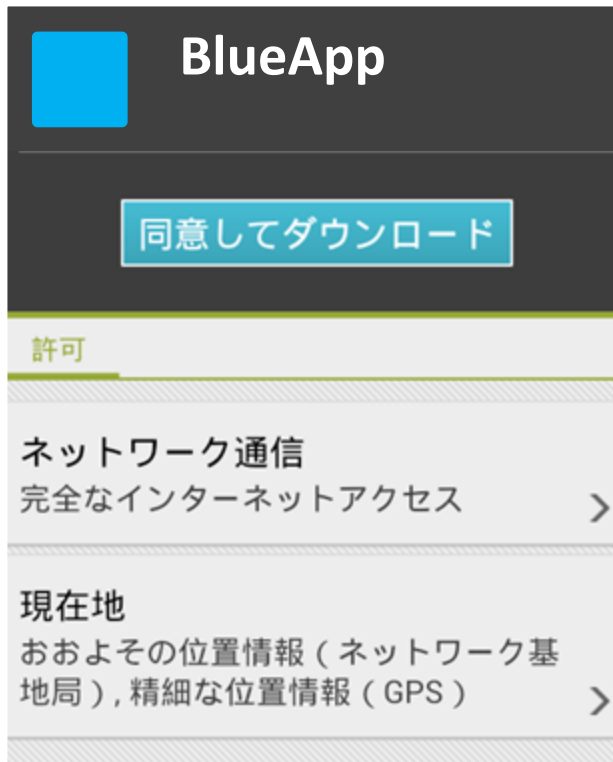 BlueApp
同意してダウンロード
許可
ネットワーク通信
完全なインターネットアクセス
現在地
おおよその位置情報 ( ネットワーク基
地局 ) , 精細な位置情報 ( GPS )